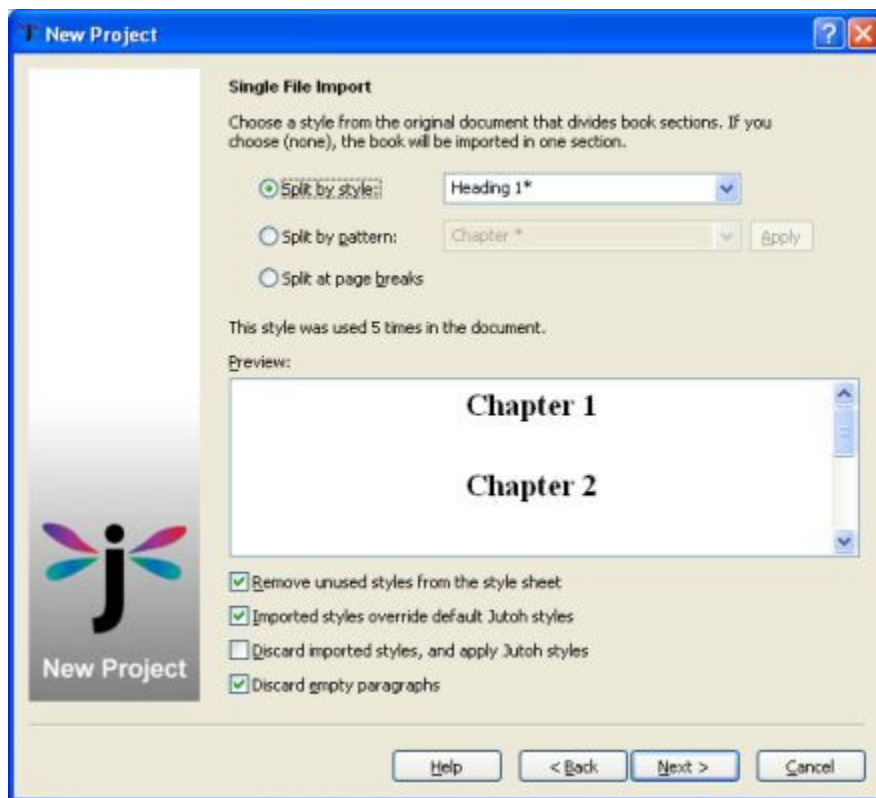 New Project
Single File Import
Choose a style from the original document that divides book sections. If you
choose (none), the book will be imported in one section.
Split by style: Heading 1*
Split by pattern: Chapter * Apply
Split at page breaks
This style was used 5 times in the document.
Preview:
Chapter 1
Chapter 2
Remove unused styles from the style sheet
Imported styles override default Jutoh styles
Discard imported styles, and apply Jutoh styles
Discard empty paragraphs
j
New Project
Help < Back Next > Cancel